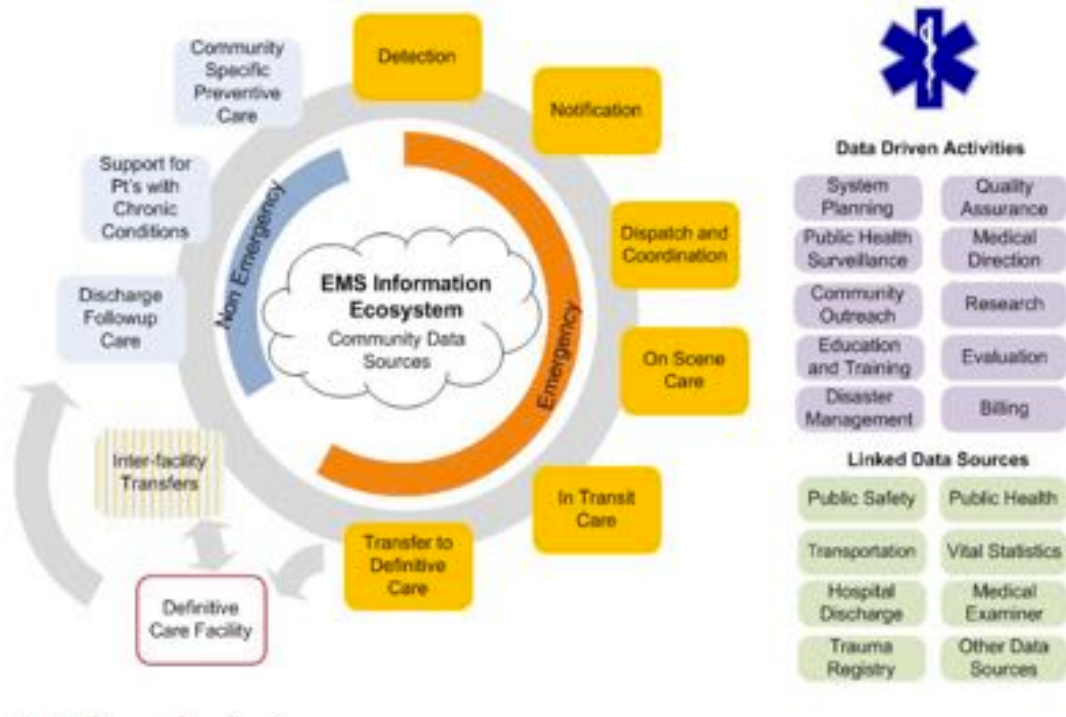 Community
Specific
Preventive
Care
Detection
Notification
Support for
Pt's with
Chronic
Conditions
Dispatch and
Coordination
Non Emergency
EMS Information
Ecosystem
Community Data
Sources
Emergency
Discharge
Followup
Care
On Scene
Care
Inter-facility
Transfers
In Transit
Care
Transfer to
Definitive
Care
Definitive
Care Facility
Data Driven Activities
System
Planning
Quality
Assurance
Public Health
Surveillance
Medical
Direction
Community
Outreach
Research
Education
and Training
Evaluation
Disaster
Management
Billing
Linked Data Sources
Public Safety
Public Health
Transportation
Vital Statistics
Hospital
Discharge
Medical
Examiner
Trauma
Registry
Other Data
Sources